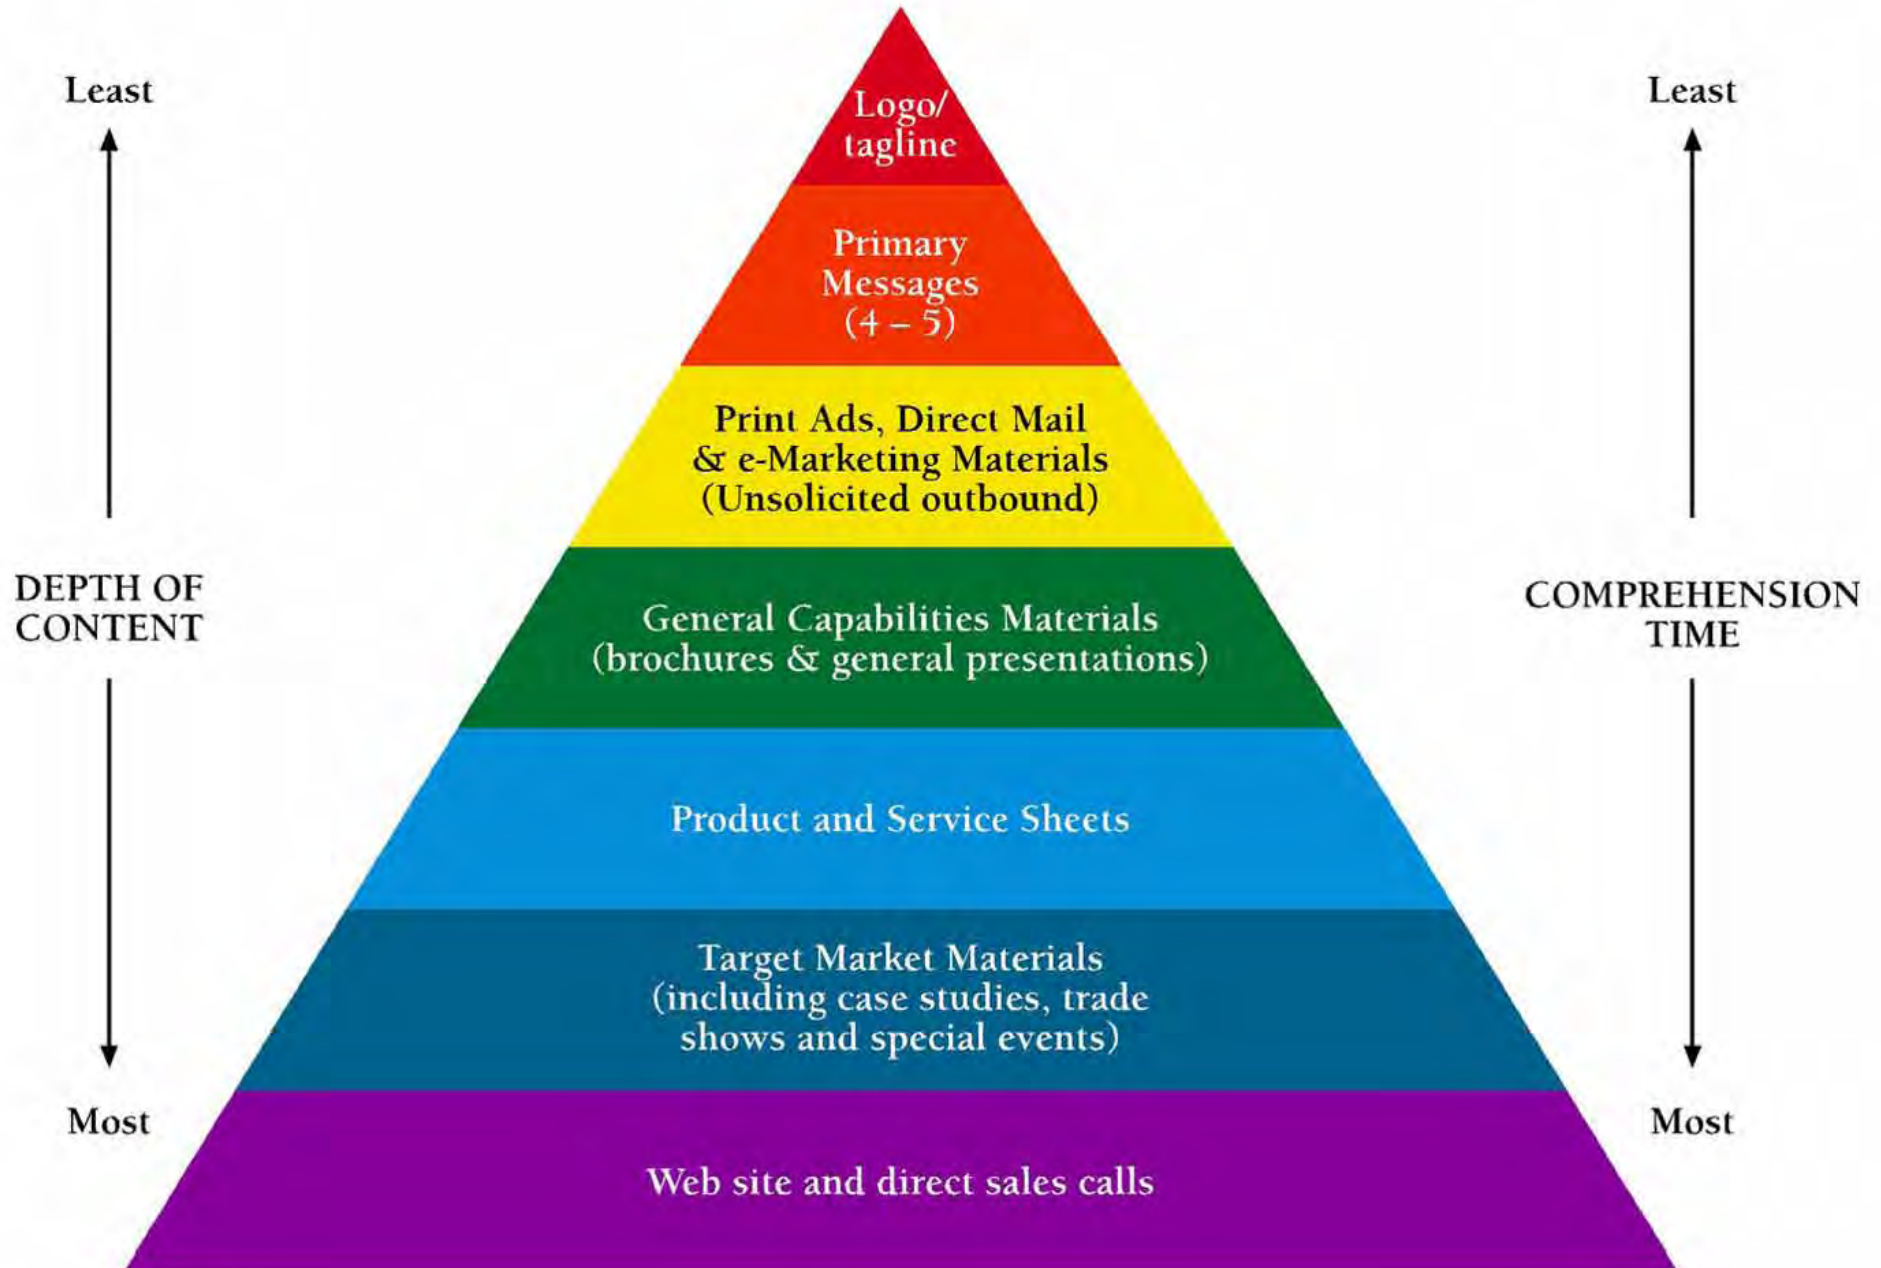 Least
Least
Logo/
tagline
Primary
Messages
(4 – 5)
Print Ads, Direct Mail
& e-Marketing Materials
(Unsolicited outbound)
DEPTH OF
CONTENT
COMPREHENSION
TIME
General Capabilities Materials
(brochures & general presentations)
Product and Service Sheets
Target Market Materials
(including case studies, trade
shows and special events)
Most
Most
Web site and direct sales calls